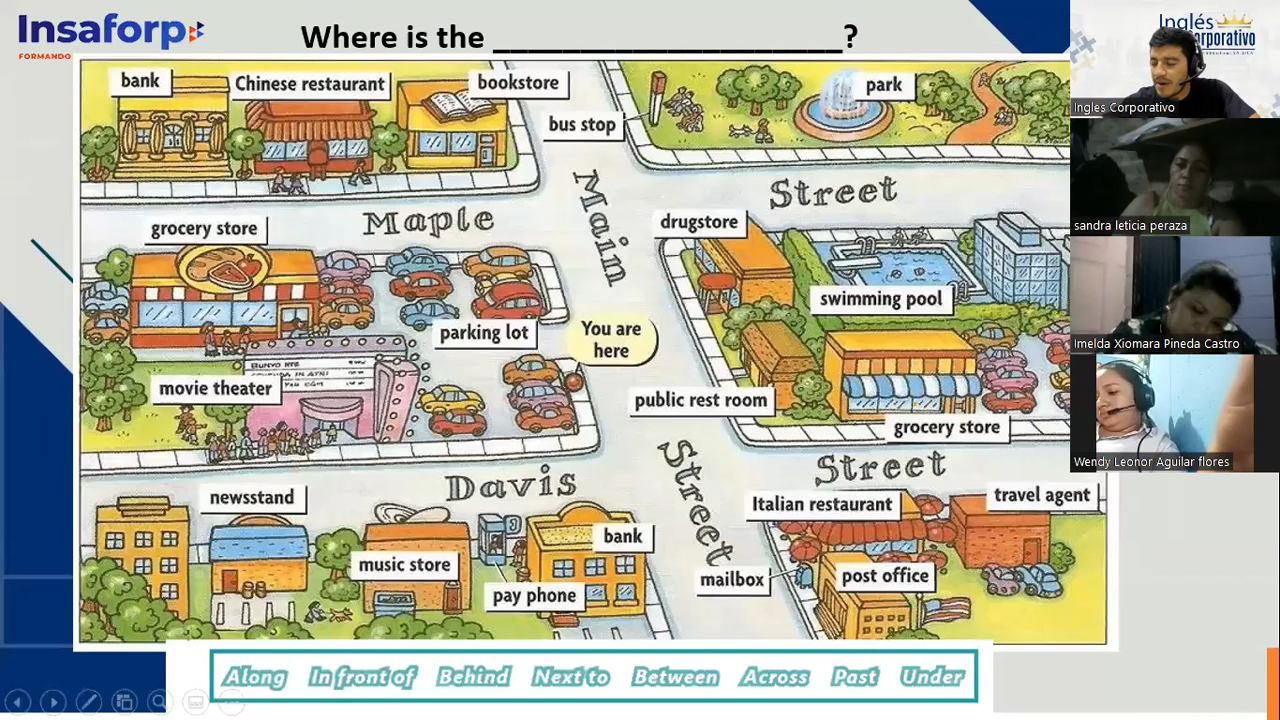 Insaforp
FORMANDO
Where is the ____________________?
Inglés
Corporativo
Ingles Corporativo
sandra leticia peraza
Imelda Xiomara Pineda Castro
Wendy Leonor Aguilar flores
bank
Chinese restaurant
bookstore
bus stop
park
Maple
Main
Street
grocery store
drugstore
parking lot
You are
here
swimming pool
movie theater
public rest room
grocery store
Davis
Street
Street
newsstand
music store
pay phone
bank
Italian restaurant
travel agent
mailbox
post office
Along In front of Behind Next to Between Across Past Under